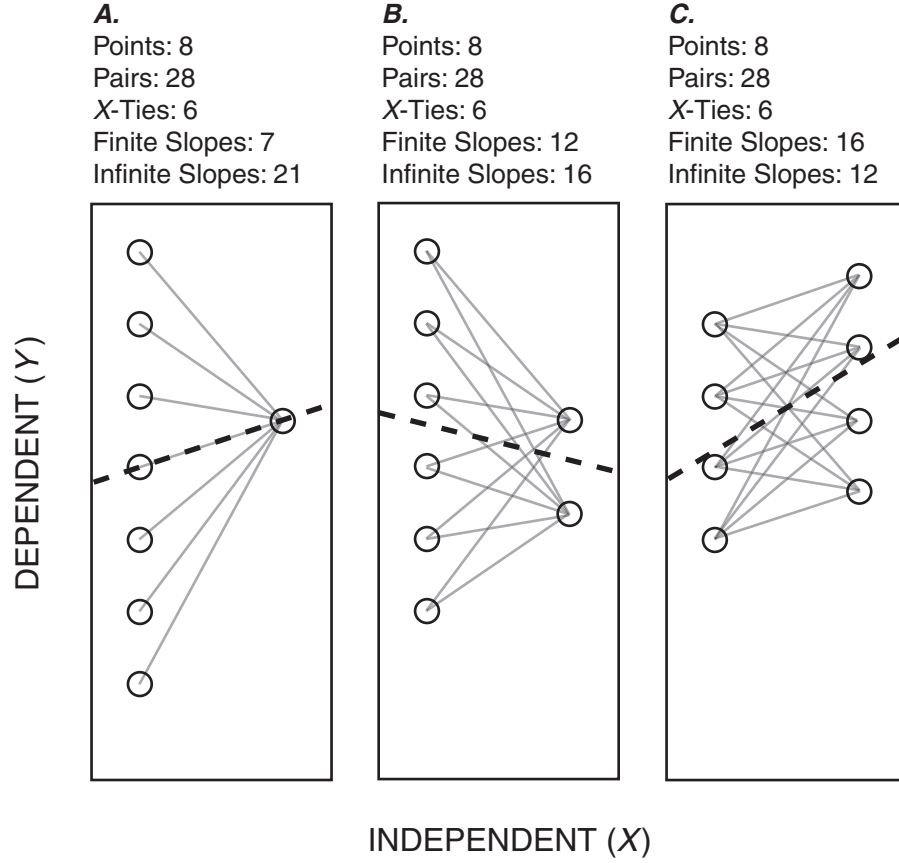 A.
Points: 8
Pairs: 28
X-Ties: 6
Finite Slopes: 7
Infinite Slopes: 21
B.
Points: 8
Pairs: 28
X-Ties: 6
Finite Slopes: 12
Infinite Slopes: 16
C.
Points: 8
Pairs: 28
X-Ties: 6
Finite Slopes: 16
Infinite Slopes: 12
DEPENDENT (Y)
INDEPENDENT (X)